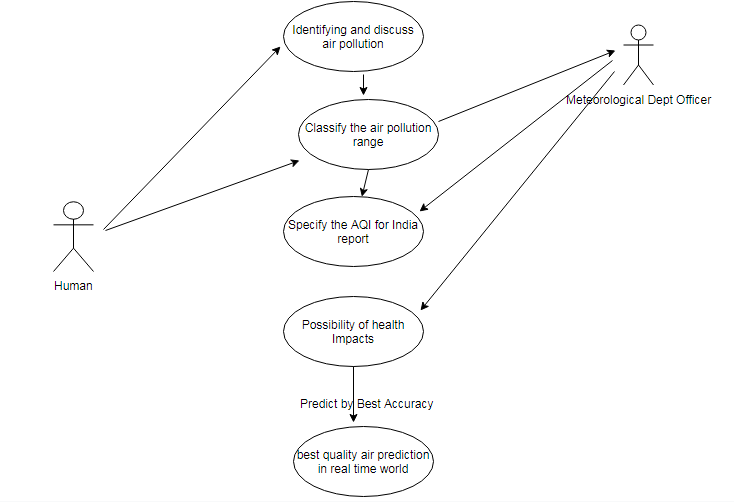 Identifying and discuss
air pollution
Meteorological Dept Officer
Classify the air pollution
range
Specify the AQI for India
report
Human
Possibility of health
Impacts
Predict by Best Accuracy
best quality air prediction
in real time world